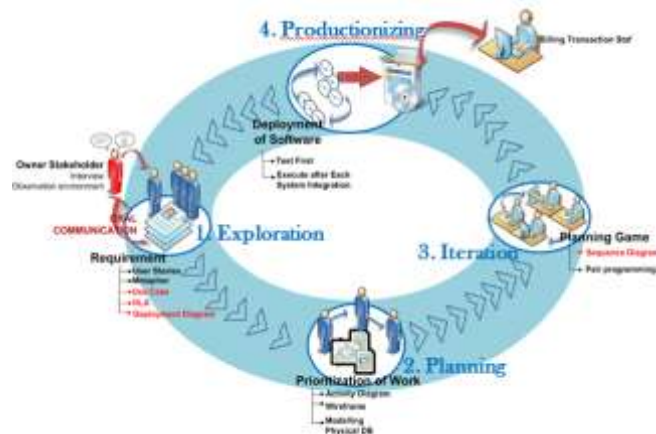 4. Productionizing
Billing Transaction Staf
Deployment
of Software
Test First
Execute after Each
System Integration
Owner Stakeholder
Interview
Observation environment
ORAL
COMMUNICATION
1. Exploration
Requirement
User Stories
Metaphor
Use Case
Deployment Diagram
3. Iteration
Planning Game
Sequence Diagram
Pair programming
2. Planning
Prioritization of Work
Activity Diagram
Wireframe
Modelling
Physical DB